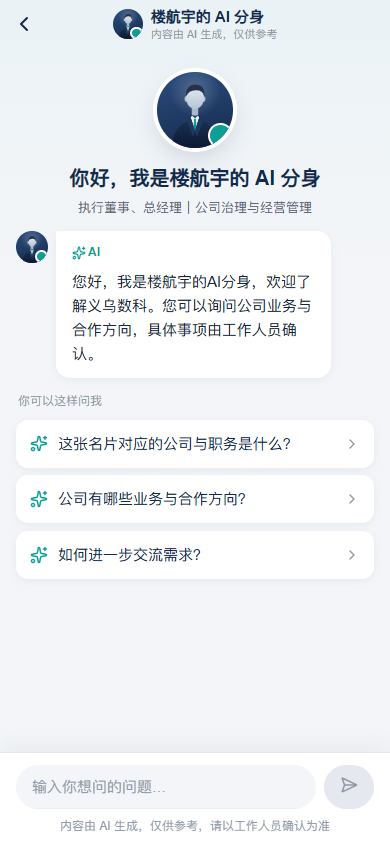 楼航宇的 AI 分身
内容由 AI 生成，仅供参考
你好，我是楼航宇的 AI 分身
执行董事、总经理 | 公司治理与经营管理
AI
您好，我是楼航宇的AI分身，欢迎了
解义乌数科。您可以询问公司业务与
合作方向，具体事项由工作人员确
认。
你可以这样问我
这张名片对应的公司与职务是什么？
公司有哪些业务与合作方向？
如何进一步交流需求？
输入你想问的问题...
内容由 AI 生成，仅供参考，请以工作人员确认为准